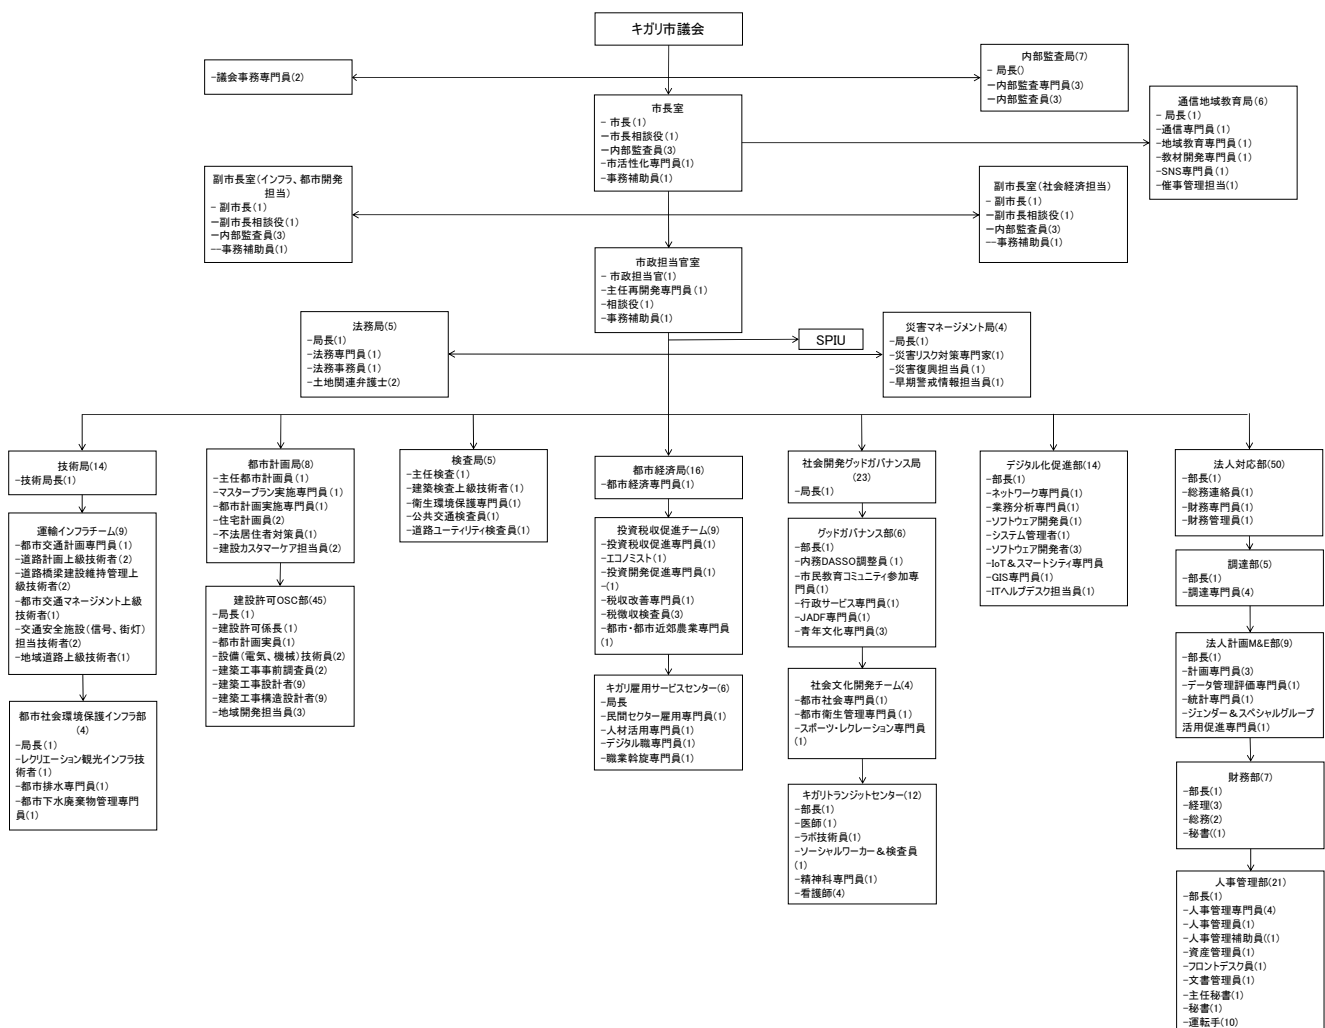 キガリ市議会
-議会事務専門員(2)
内部監査局(7)
- 局長()
ー内部監査専門員(3)
ー内部監査員(3)
市長室
- 市長(1)
ー市長相談役(1)
ー内部監査員(3)
-市活性化専門員(1)
-事務補助員(1)
通信地域教育局(6)
- 局長(1)
-通信専門員(1)
-地域教育専門員(1)
-教材開発専門員(1)
-SNS専門員(1)
-催事管理担当(1)
副市長室(インフラ、都市開発
担当)
- 副市長(1)
ー副市長相談役(1)
ー内部監査員(3)
--事務補助員(1)
副市長室(社会経済担当)
- 副市長(1)
ー副市長相談役(1)
ー内部監査員(3)
--事務補助員(1)
市政担当官室
- 市政担当官(1)
-主任再開発専門員(1)
-相談役(1)
-事務補助員(1)
法務局(5)
-局長(1)
-法務専門員(1)
-法務事務員(1)
-土地関連弁護士(2)
SPIU
災害マネージメント局(4)
-局長(1)
-災害リスク対策専門家(1)
-災害復興担当員(1)
-早期警戒情報担当員(1)
技術局(14)
-技術局長(1)
運輸インフラチーム(9)
-都市交通計画専門員(1)
-道路計画上級技術者(2)
-道路橋梁建設維持管理上
級技術者(2)
-都市交通マネージメント上級
技術者(1)
-交通安全施設(信号、街灯)
担当技術者(2)
-地域道路上級技術者(1)
都市社会環境保護インフラ部
(4)
-局長(1)
-レクリエーション観光インフラ技
術者(1)
-都市排水専門員(1)
-都市下水廃棄物管理専門
員(1)
都市計画局(8)
-主任都市計画員(1)
-マスタープラン実施専門員(1)
-都市計画実施専門員(1)
-住宅計画員(2)
-不法居住者対策員(1)
-建設カスタマーケア担当員(2)
建設許可OSC部(45)
-局長(1)
-建設許可係長(1)
-都市計画実員(1)
-設備(電気、機械)技術員(2)
-建築工事事前調査員(2)
-建築工事設計者(9)
-建築工事構造設計者(9)
-地域開発担当員(3)
検査局(5)
-主任検査(1)
-建築検査上級技術者(1)
-衛生環境保護専門員(1)
-公共交通検査員(1)
-道路ユーティリティ検査員(1)
都市経済局(16)
-都市経済専門員(1)
投資税収促進チーム(9)
-投資税収促進専門員(1)
-エコノミスト(1)
-投資開発促進専門員(1)
-(1)
-税収改善専門員(1)
-税徴収検査員(3)
-都市・都市近郊農業専門員
(1)
キガリ雇用サービスセンター(6)
-局長
-民間セクター雇用専門員(1)
-人材活用専門員(1)
-デジタル職専門員(1)
-職業斡旋専門員(1)
社会開発グッドガバナンス局
(23)
-局長(1)
グッドガバナンス部(6)
-部長(1)
-内務DASSO調整員(1)
-市民教育コミュニティ参加専
門員(1)
-行政サービス専門員(1)
-JADF専門員(1)
-青年文化専門員(3)
社会文化開発チーム(4)
-都市社会専門員(1)
-都市衛生管理専門員(1)
-スポーツ・レクレーション専門員
(1)
キガリトランジットセンター(12)
-部長(1)
-医師(1)
-ラボ技術員(1)
-ソーシャルワーカー&検査員
(1)
-精神科専門員(1)
-看護師(4)
デジタル化促進部(14)
-部長(1)
-ネットワーク専門員(1)
-業務分析専門員(1)
-ソフトウェア開発員(1)
-システム管理者(1)
-ソフトウェア開発者(3)
-IoT&スマートシティ専門員
-GIS専門員(1)
-ITヘルプデスク担当員(1)
法人対応部(50)
-部長(1)
-総務連絡員(1)
-財務専門員(1)
-財務管理員(1)
調達部(5)
-部長(1)
-調達専門員(4)
法人計画M&E部(9)
-部長(1)
-計画専門員(3)
-データ管理評価専門員(1)
-統計専門員(1)
-ジェンダー&スペシャルグループ
活用促進専門員(1)
財務部(7)
-部長(1)
-経理(3)
-総務(2)
-秘書((1)
人事管理部(21)
-部長(1)
-人事管理専門員(4)
-人事管理員(1)
-人事管理補助員((1)
-資産管理員(1)
-フロントデスク員(1)
-文書管理員(1)
-主任秘書(1)
-秘書(1)
-運転手(10)